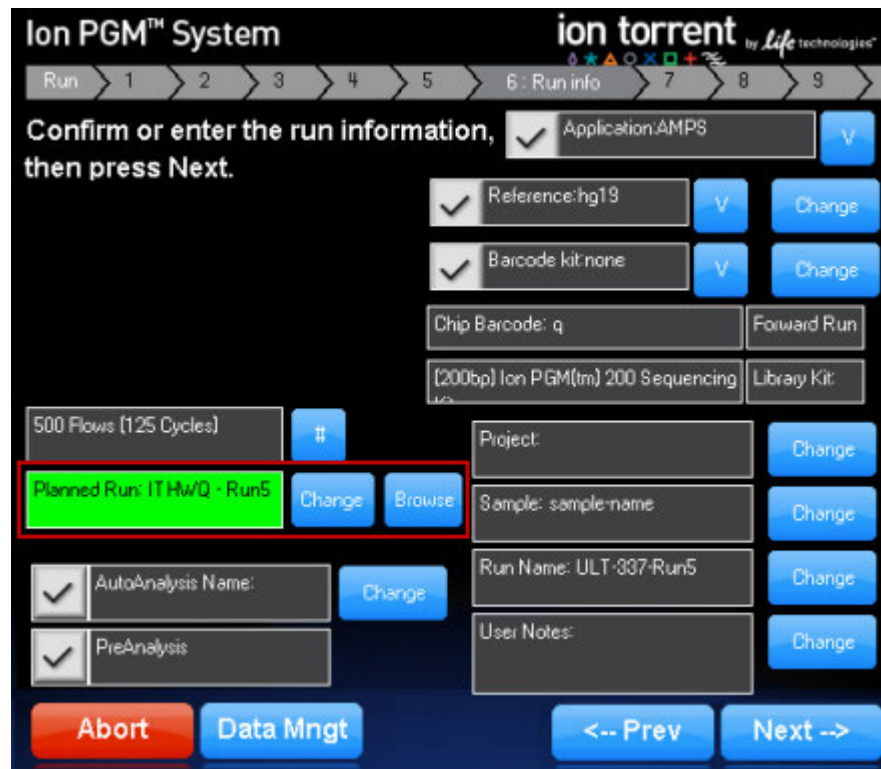 Ion PGM™ System
ion torrent by life technologies™
Run 1 2 3 4 5 6: Run info 7 8 9
Confirm or enter the run information,
then press Next.
Application:AMPS
V
Reference:hg19
V
Change
Barcode kit:none
V
Change
Chip Barcode: q
Forward Run
(200bp) Ion PGM(tm) 200 Sequencing
Library Kit:
500 Flows (125 Cycles)
#
Project:
Change
Planned Run: ITHWQ - Run5
Change
Browse
Sample: sample-name
Change
AutoAnalysis Name:
Change
Run Name: ULT-337-Run5
Change
PreAnalysis
User Notes:
Change
Abort
Data Mngt
<-- Prev
Next -->